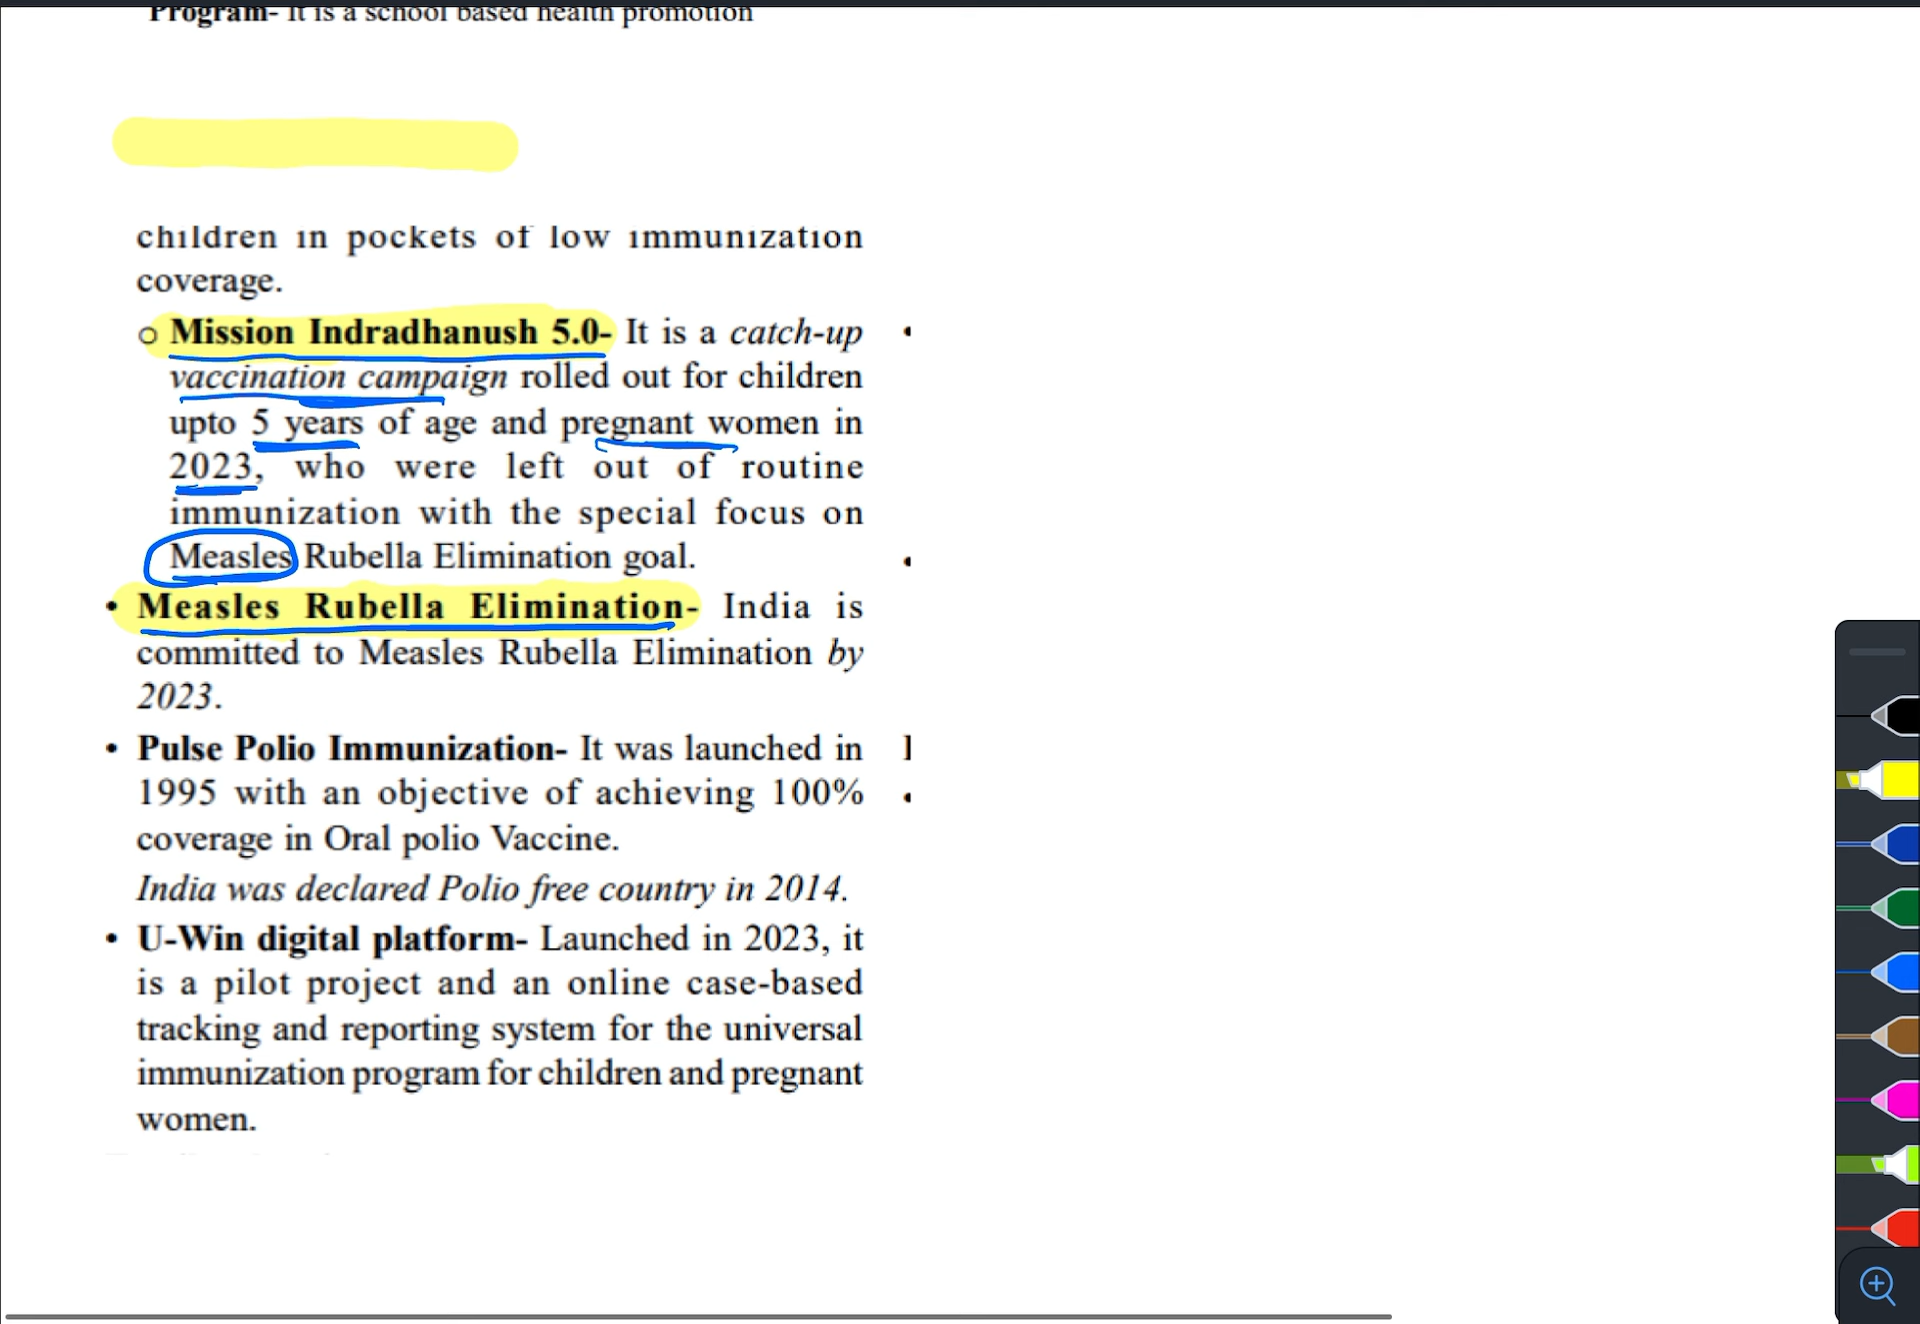 Program- It is a school based health promotion
children in pockets of low immunization
coverage.
○ Mission Indradhanush 5.0- It is a catch-up
vaccination campaign rolled out for children
upto 5 years of age and pregnant women in
2023, who were left out of routine
immunization with the special focus on
Measles Rubella Elimination goal.
• Measles Rubella Elimination- India is
committed to Measles Rubella Elimination by
2023.
• Pulse Polio Immunization- It was launched in
1995 with an objective of achieving 100%
coverage in Oral polio Vaccine.
India was declared Polio free country in 2014.
• U-Win digital platform- Launched in 2023, it
is a pilot project and an online case-based
tracking and reporting system for the universal
immunization program for children and pregnant
women.